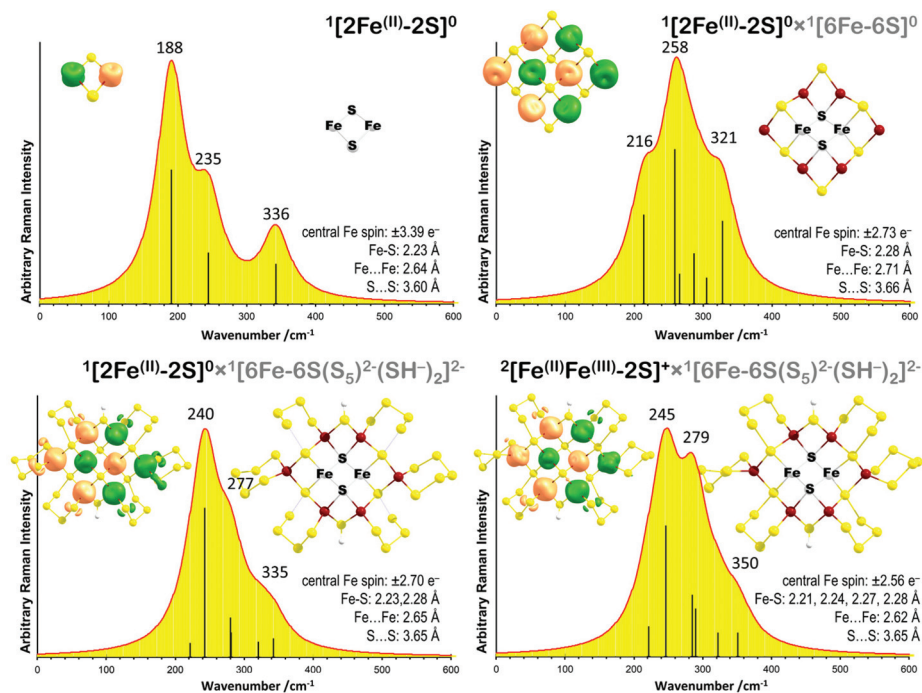 ¹[2Fe⁽ᴵᴵ⁾-2S]⁰
188
235
336
S
Fe Fe
S
central Fe spin: ±3.39 e⁻
Fe-S: 2.23 Å
Fe...Fe: 2.64 Å
S...S: 3.60 Å
Arbitrary Raman Intensity
0 100 200 300 400 500 600
Wavenumber /cm⁻¹
¹[2Fe⁽ᴵᴵ⁾-2S]⁰×¹[6Fe-6S]⁰
258
216
321
S
Fe Fe
S
central Fe spin: ±2.73 e⁻
Fe-S: 2.28 Å
Fe...Fe: 2.71 Å
S...S: 3.66 Å
Arbitrary Raman Intensity
0 100 200 300 400 500 600
Wavenumber /cm⁻¹
¹[2Fe⁽ᴵᴵ⁾-2S]⁰×¹[6Fe-6S(S₅)²⁻(SH⁻)₂]²⁻
240
277
335
S
Fe Fe
S
central Fe spin: ±2.70 e⁻
Fe-S: 2.23,2.28 Å
Fe...Fe: 2.65 Å
S...S: 3.65 Å
Arbitrary Raman Intensity
0 100 200 300 400 500 600
Wavenumber /cm⁻¹
²[Fe⁽ᴵᴵ⁾Fe⁽ᴵᴵᴵ⁾-2S]⁺×¹[6Fe-6S(S₅)²⁻(SH⁻)₂]²⁻
245
279
350
S
Fe Fe
S
central Fe spin: ±2.56 e⁻
Fe-S: 2.21, 2.24, 2.27, 2.28 Å
Fe...Fe: 2.62 Å
S...S: 3.65 Å
Arbitrary Raman Intensity
0 100 200 300 400 500 600
Wavenumber /cm⁻¹